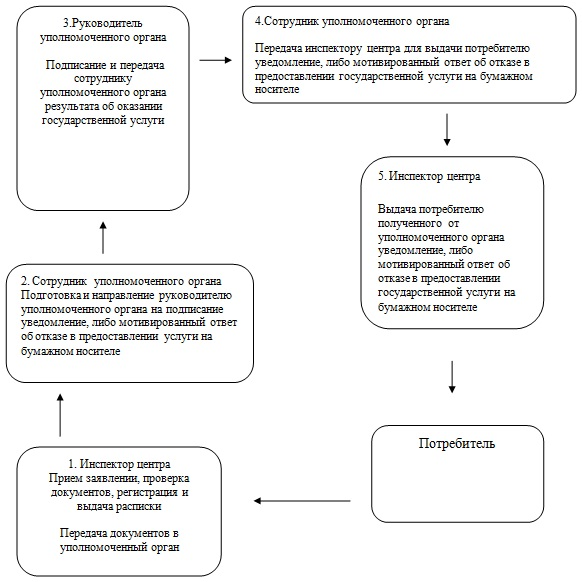 3.Руководитель
уполномоченного органа
Подписание и передача
сотруднику
уполномоченного органа
результата об оказании
государственной услуги
4.Сотрудник уполномоченного органа
Передача инспектору центра для выдачи потребителю
уведомление, либо мотивированный ответ об отказе в
предоставлении государственной услуги на бумажном
носителе
5. Инспектор центра
Выдача потребителю
полученного от
уполномоченного органа
уведомление, либо
мотивированный ответ об
отказе в предоставлении
государственной услуги на
бумажном носителе
2. Сотрудник уполномоченного органа
Подготовка и направление руководителю
уполномоченного органа на подписание
уведомление, либо мотивированный ответ
об отказе в предоставлении услуги на
бумажном носителе
1. Инспектор центра
Прием заявлении, проверка
документов, регистрация и
выдача расписки
Передача документов в
уполномоченный орган
Потребитель